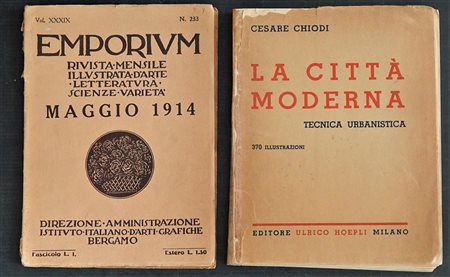 Vol. XXXIX N. 233
EMPORIVM
RIVISTA·MENSILE
ILLVSTRATA·D'ARTE
·LETTERATVRA·
SCIENZE·VARIETA'
MAGGIO 1914
DIREZIONE·AMMINISTRAZIONE
ISTITVTO·ITALIANO·D'ARTI·GRAFICHE
BERGAMO
Fascicolo L. 1. Estero L. 1.50
CESARE CHIODI
LA CITTÀ
MODERNA
TECNICA URBANISTICA
370 ILLUSTRAZIONI
EDITORE ULRICO HOEPLI MILANO